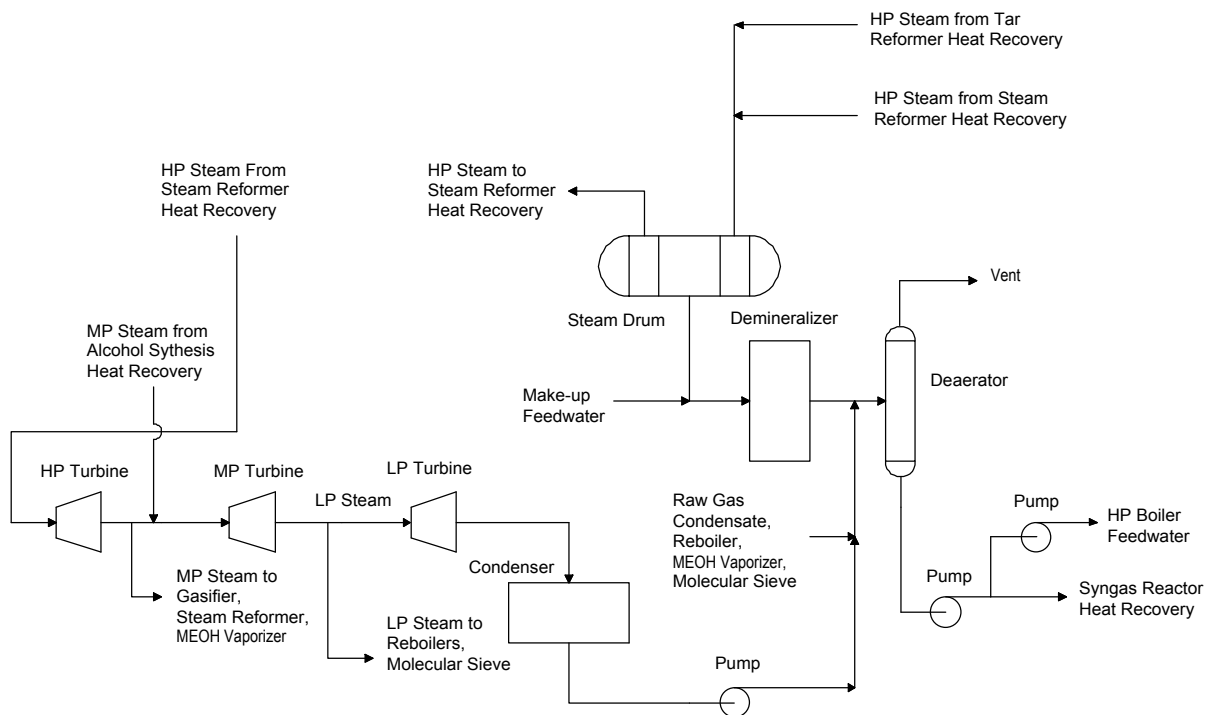 HP Steam from Tar
Reformer Heat Recovery
HP Steam from Steam
Reformer Heat Recovery
HP Steam From
Steam Reformer
Heat Recovery
HP Steam to
Steam Reformer
Heat Recovery
Vent
Steam Drum
Demineralizer
MP Steam from
Alcohol Sythesis
Heat Recovery
Deaerator
Make-up
Feedwater
HP Turbine
MP Turbine
LP Turbine
LP Steam
Raw Gas
Condensate,
Reboiler,
MEOH Vaporizer,
Molecular Sieve
Pump
HP Boiler
Feedwater
Condenser
MP Steam to
Gasifier,
Steam Reformer,
MEOH Vaporizer
Pump
Syngas Reactor
Heat Recovery
LP Steam to
Reboilers,
Molecular Sieve
Pump